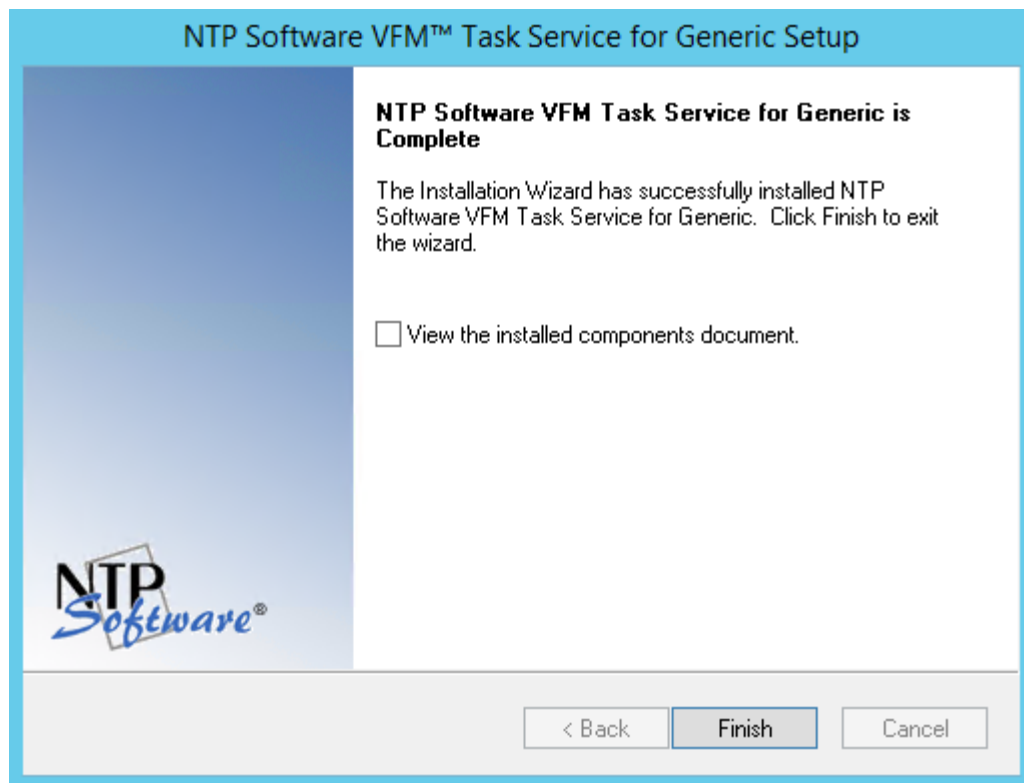 NTP Software VFM™ Task Service for Generic Setup
NTP Software VFM Task Service for Generic is
Complete
The Installation Wizard has successfully installed NTP
Software VFM Task Service for Generic.  Click Finish to exit
the wizard.
View the installed components document.
NTP
Software®
< Back
Finish
Cancel